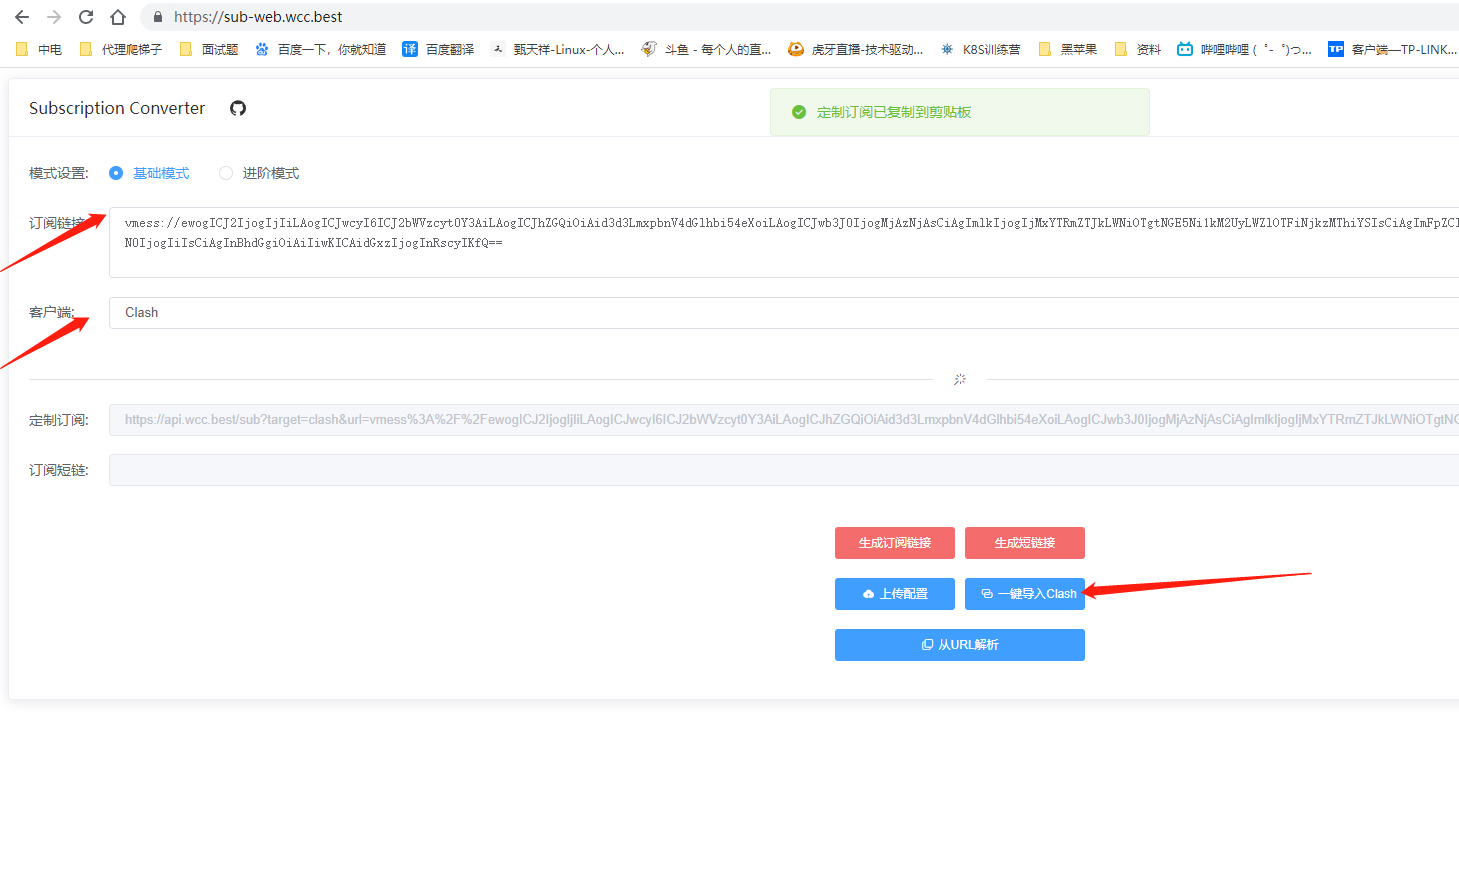 https://sub-web.wcc.best
中电 代理爬梯子 面试题 百度一下，你就知道 百度翻译 甄天祥-Linux-个人... 斗鱼 - 每个人的直... 虎牙直播-技术驱动... K8S训练营 黑苹果 资料 哔哩哔哩 (゜-゜)つ... 客户端—TP-LINK...
Subscription Converter
定制订阅已复制到剪贴板
模式设置: 基础模式 进阶模式
订阅链接
vmess://ewogICJ2IjogIjIiLAogICJwcyI6ICJ2bWVzcyt0Y3AiLAogICJhZGQiOiAid3d3LmxpbnV4dGlhbi54eXoiLAogICJwb3J0IjogMjAzNjAsCiAgImlkIjogIjMxYTRmZTJkLWNiOTgtNGE5Ni1kM2UyLWZlOTFiNjkzMThiYSIsCiAgImFpZCI
N0IjogIiIsCiAgInBhdGgiOiAiIiwKICAidGxzIjogInRscyIKfQ==
客户端: Clash
定制订阅: https://api.wcc.best/sub?target=clash&url=vmess%3A%2F%2FewogICJ2IjogIjIiLAogICJwcyI6ICJ2bWVzcyt0Y3AiLAogICJhZGQiOiAid3d3LmxpbnV4dGlhbi54eXoiLAogICJwb3J0IjogMjAzNjAsCiAgImlkIjogIjMxYTRmZTJkLWNiOTgtNG
订阅短链:
生成订阅链接 生成短链接
上传配置 一键导入Clash
从URL解析